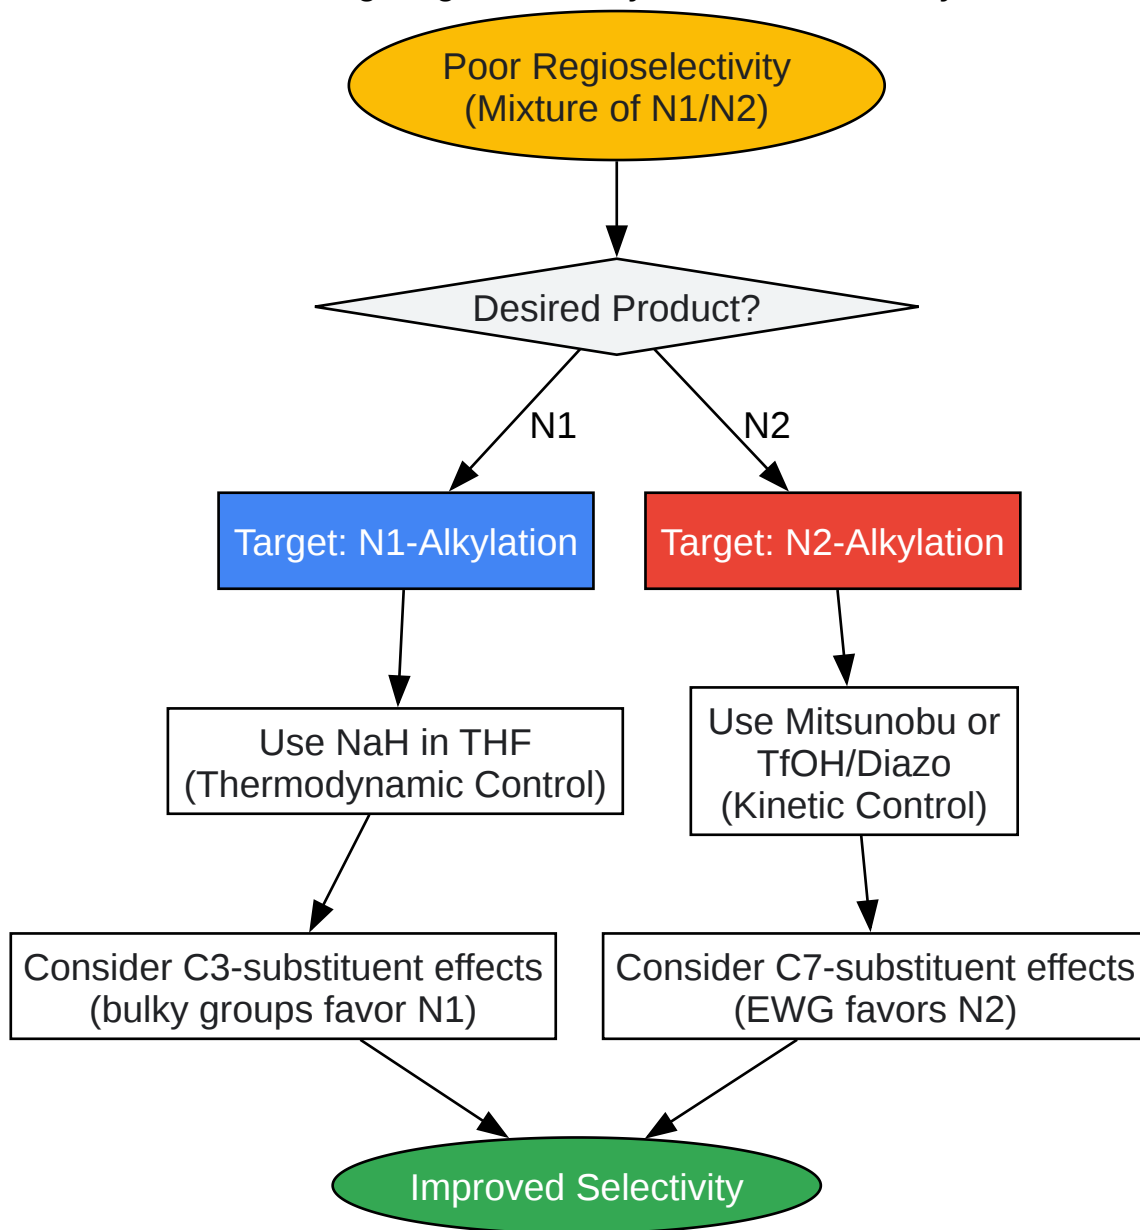 Poor Regioselectivity
(Mixture of N1/N2)
Desired Product?
N1
N2
Target: N1-Alkylation
Target: N2-Alkylation
Use NaH in THF
(Thermodynamic Control)
Use Mitsunobu or
TfOH/Diazo
(Kinetic Control)
Consider C3-substituent effects
(bulky groups favor N1)
Consider C7-substituent effects
(EWG favors N2)
Improved Selectivity